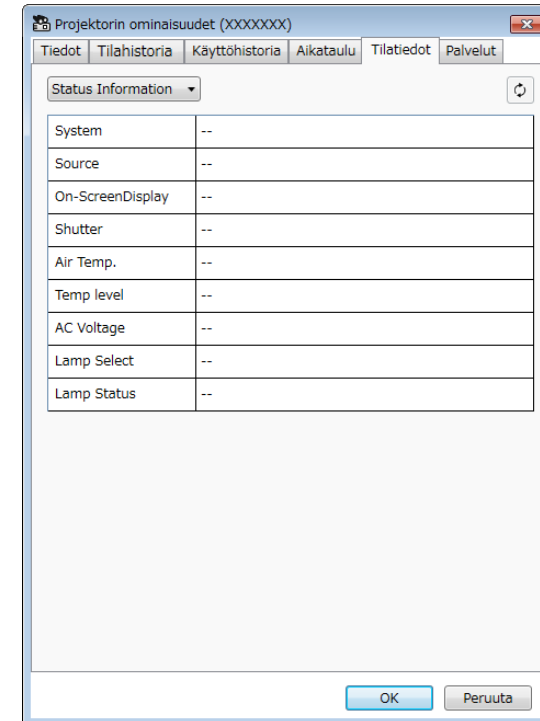 Projektorin ominaisuudet (XXXXXXX)
Tiedot Tilahistoria Käyttöhistoria Aikataulu Tilatiedot Palvelut
Status Information
System --
Source --
On-ScreenDisplay --
Shutter --
Air Temp. --
Temp level --
AC Voltage --
Lamp Select --
Lamp Status --
OK Peruuta